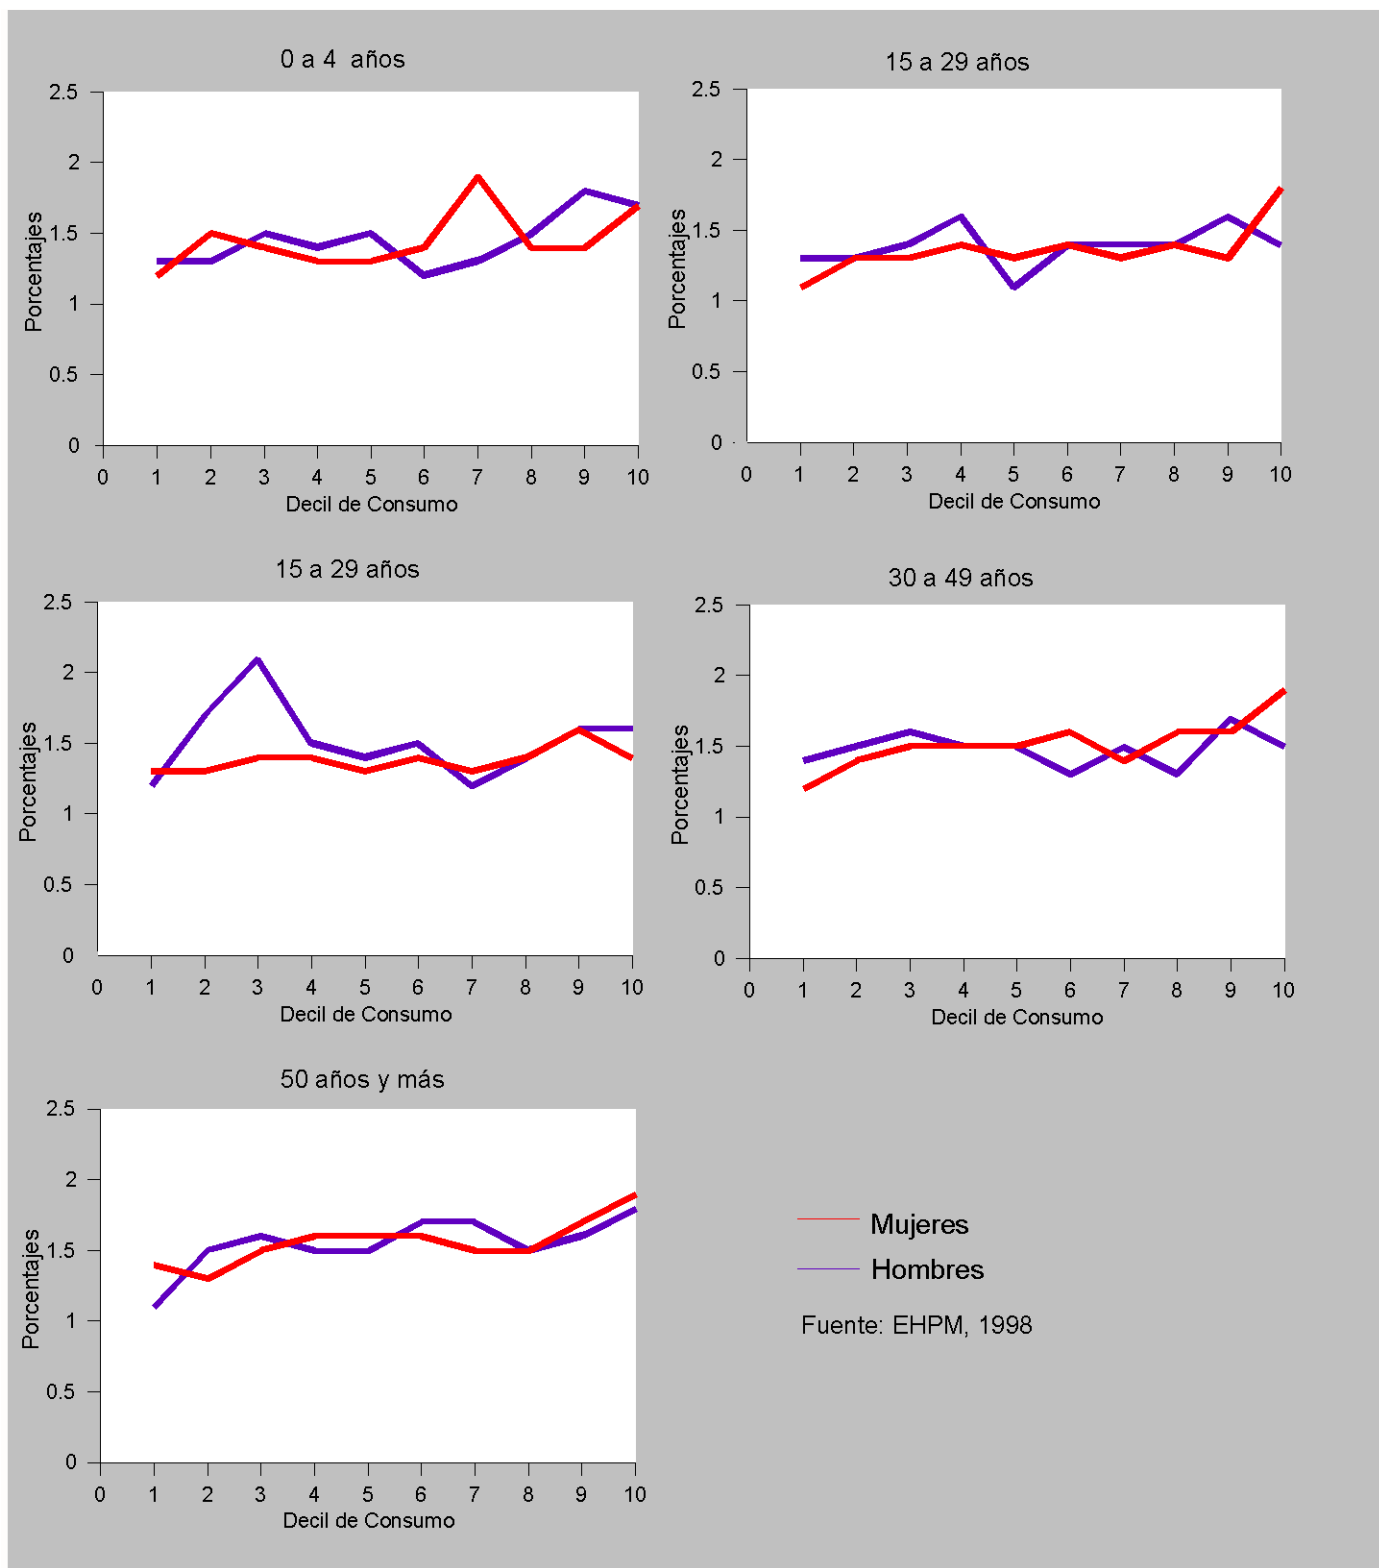 0 a 4  años
2.5
2
1.5
1
0.5
0
Porcentajes
0 1 2 3 4 5 6 7 8 9 10
Decil de Consumo
15 a 29 años
2.5
2
1.5
1
0.5
0
Porcentajes
0 1 2 3 4 5 6 7 8 9 10
Decil de Consumo
15 a 29 años
2.5
2
1.5
1
0.5
0
Porcentajes
0 1 2 3 4 5 6 7 8 9 10
Decil de Consumo
30 a 49 años
2.5
2
1.5
1
0.5
0
Porcentajes
0 1 2 3 4 5 6 7 8 9 10
Decil de Consumo
50 años y más
2.5
2
1.5
1
0.5
0
Porcentajes
0 1 2 3 4 5 6 7 8 9 10
Decil de Consumo
Mujeres
Hombres
Fuente: EHPM, 1998